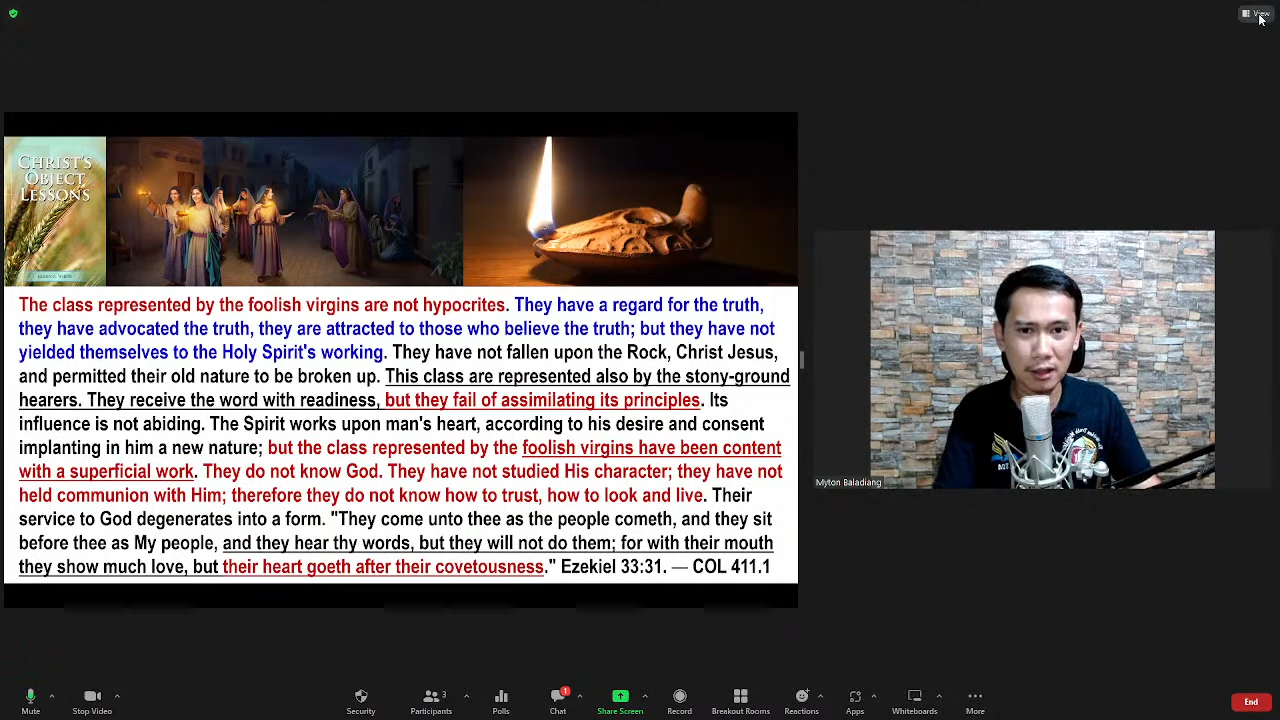 View
CHRIST'S
OBJECT
LESSONS
The class represented by the foolish virgins are not hypocrites. They have a regard for the truth,
they have advocated the truth, they are attracted to those who believe the truth; but they have not
yielded themselves to the Holy Spirit's working. They have not fallen upon the Rock, Christ Jesus,
and permitted their old nature to be broken up. This class are represented also by the stony-ground
hearers. They receive the word with readiness, but they fail of assimilating its principles. Its
influence is not abiding. The Spirit works upon man's heart, according to his desire and consent
implanting in him a new nature; but the class represented by the foolish virgins have been content
with a superficial work. They do not know God. They have not studied His character; they have not
held communion with Him; therefore they do not know how to trust, how to look and live. Their
service to God degenerates into a form. "They come unto thee as the people cometh, and they sit
before thee as My people, and they hear thy words, but they will not do them; for with their mouth
they show much love, but their heart goeth after their covetousness." Ezekiel 33:31. — COL 411.1
Myton Baladiang
3
1
Mute
Stop Video
Security
Participants
Polls
Chat
Share Screen
Record
Breakout Rooms
Reactions
Apps
Whiteboards
More
End